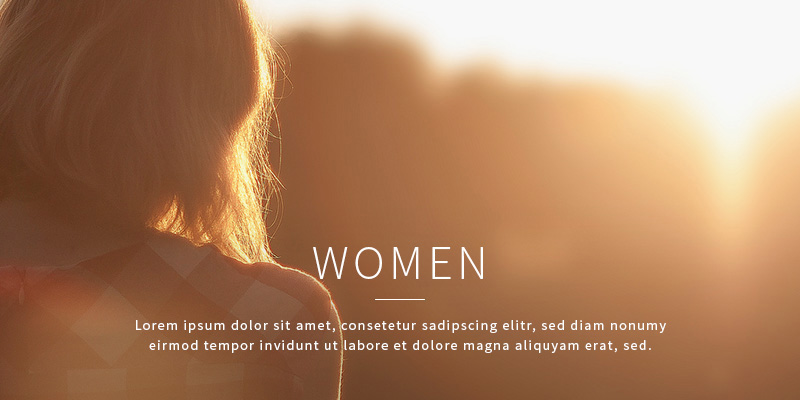 WOMEN
Lorem ipsum dolor sit amet, consetetur sadipscing elitr, sed diam nonumy
eirmod tempor invidunt ut labore et dolore magna aliquyam erat, sed.